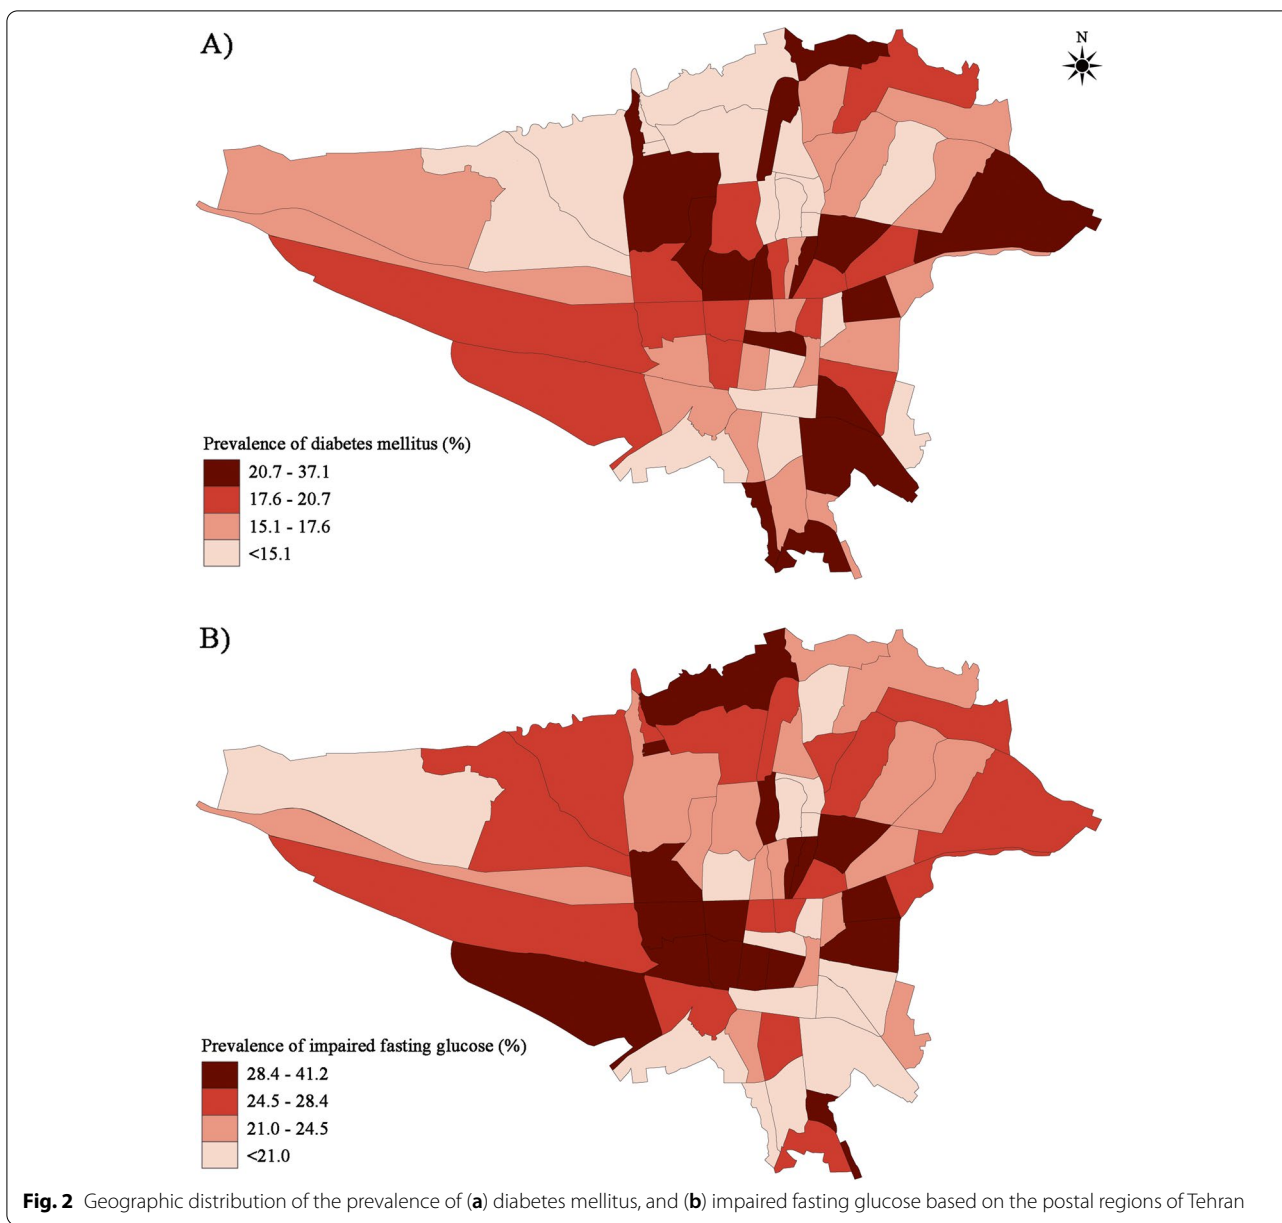 A)
N
Prevalence of diabetes mellitus (%)
20.7 - 37.1
17.6 - 20.7
15.1 - 17.6
<15.1
B)
Prevalence of impaired fasting glucose (%)
28.4 - 41.2
24.5 - 28.4
21.0 - 24.5
<21.0
Fig. 2 Geographic distribution of the prevalence of (a) diabetes mellitus, and (b) impaired fasting glucose based on the postal regions of Tehran